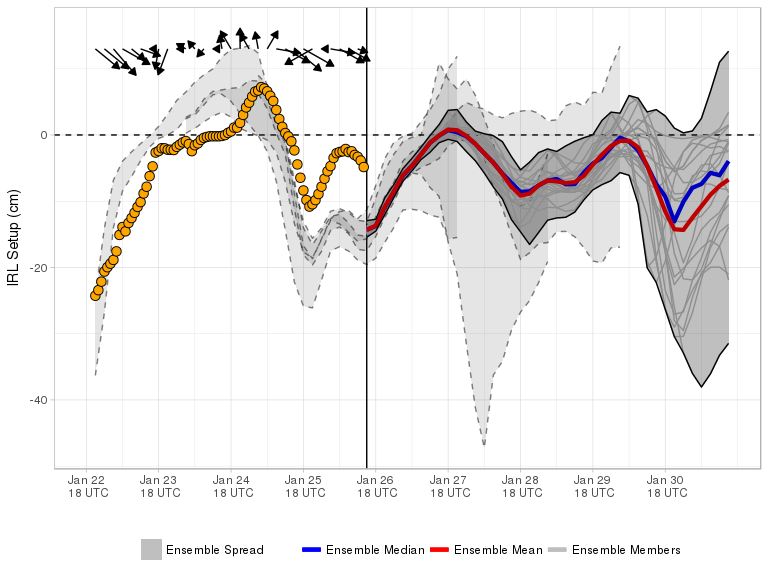 IRL Setup (cm)
0
-20
-40
Jan 22 Jan 23 Jan 24 Jan 25 Jan 26 Jan 27 Jan 28 Jan 29 Jan 30
18 UTC 18 UTC 18 UTC 18 UTC 18 UTC 18 UTC 18 UTC 18 UTC 18 UTC
Ensemble Spread Ensemble Median Ensemble Mean Ensemble Members